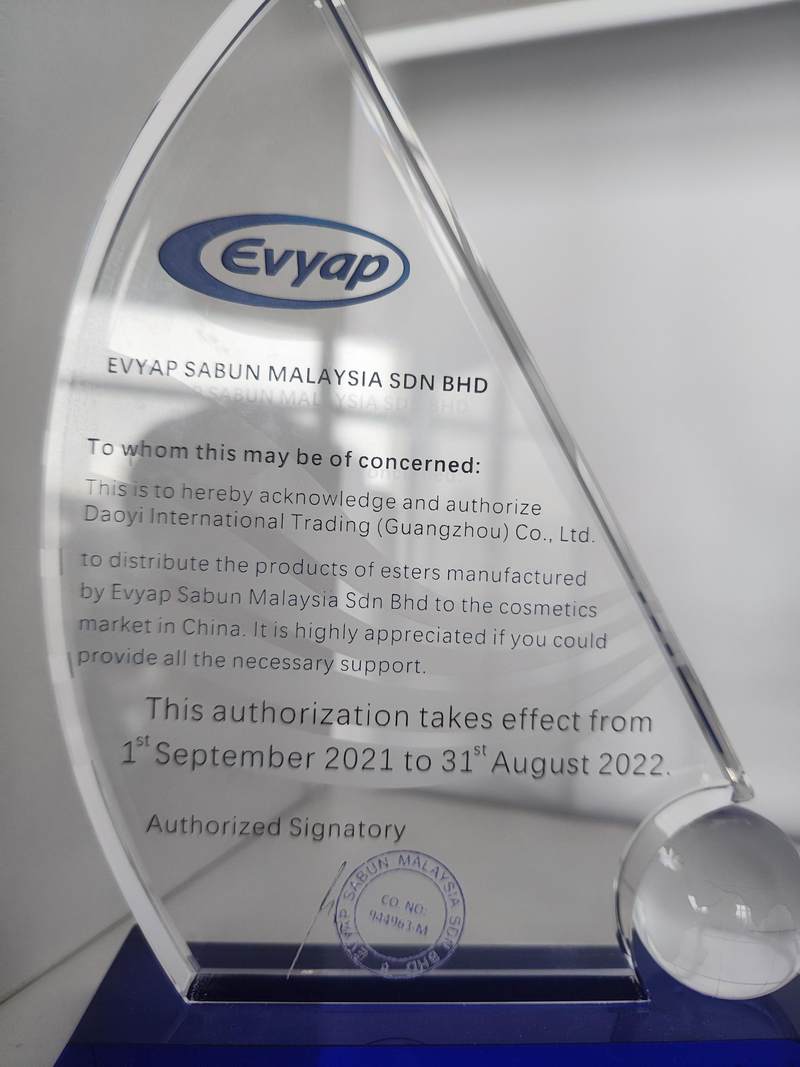 Evyap
EVYAP SABUN MALAYSIA SDN BHD
To whom this may be of concerned:
This is to hereby acknowledge and authorize
Daoyi International Trading (Guangzhou) Co., Ltd.
to distribute the products of esters manufactured
by Evyap Sabun Malaysia Sdn Bhd to the cosmetics
market in China. It is highly appreciated if you could
provide all the necessary support.
This authorization takes effect from
1st September 2021 to 31st August 2022.
Authorized Signatory
EVYAP SABUN MALAYSIA SDN BHD
CO. NO:
944963-M